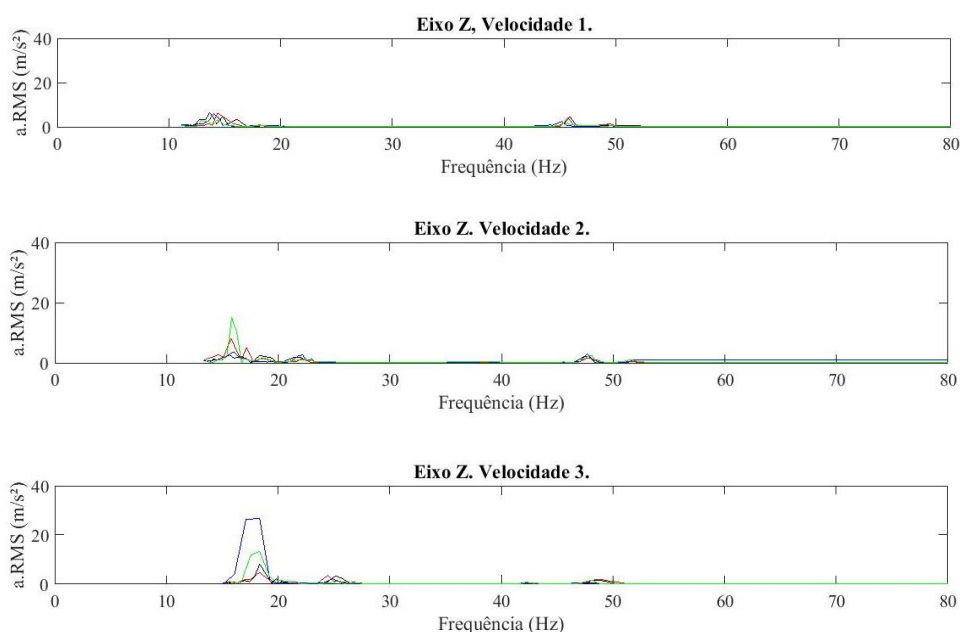 Eixo Z, Velocidade 1.
40
20
0
a.RMS (m/s²)
0 10 20 30 40 50 60 70 80
Frequência (Hz)
Eixo Z. Velocidade 2.
40
20
0
a.RMS (m/s²)
0 10 20 30 40 50 60 70 80
Frequência (Hz)
Eixo Z. Velocidade 3.
40
20
0
a.RMS (m/s²)
0 10 20 30 40 50 60 70 80
Frequência (Hz)